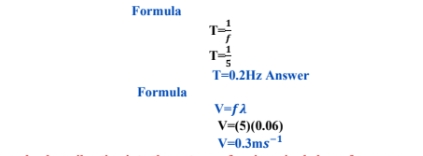 Formula
T=1/f
T=1/5
T=0.2Hz Answer
Formula
V=fλ
V=(5)(0.06)
V=0.3ms⁻¹